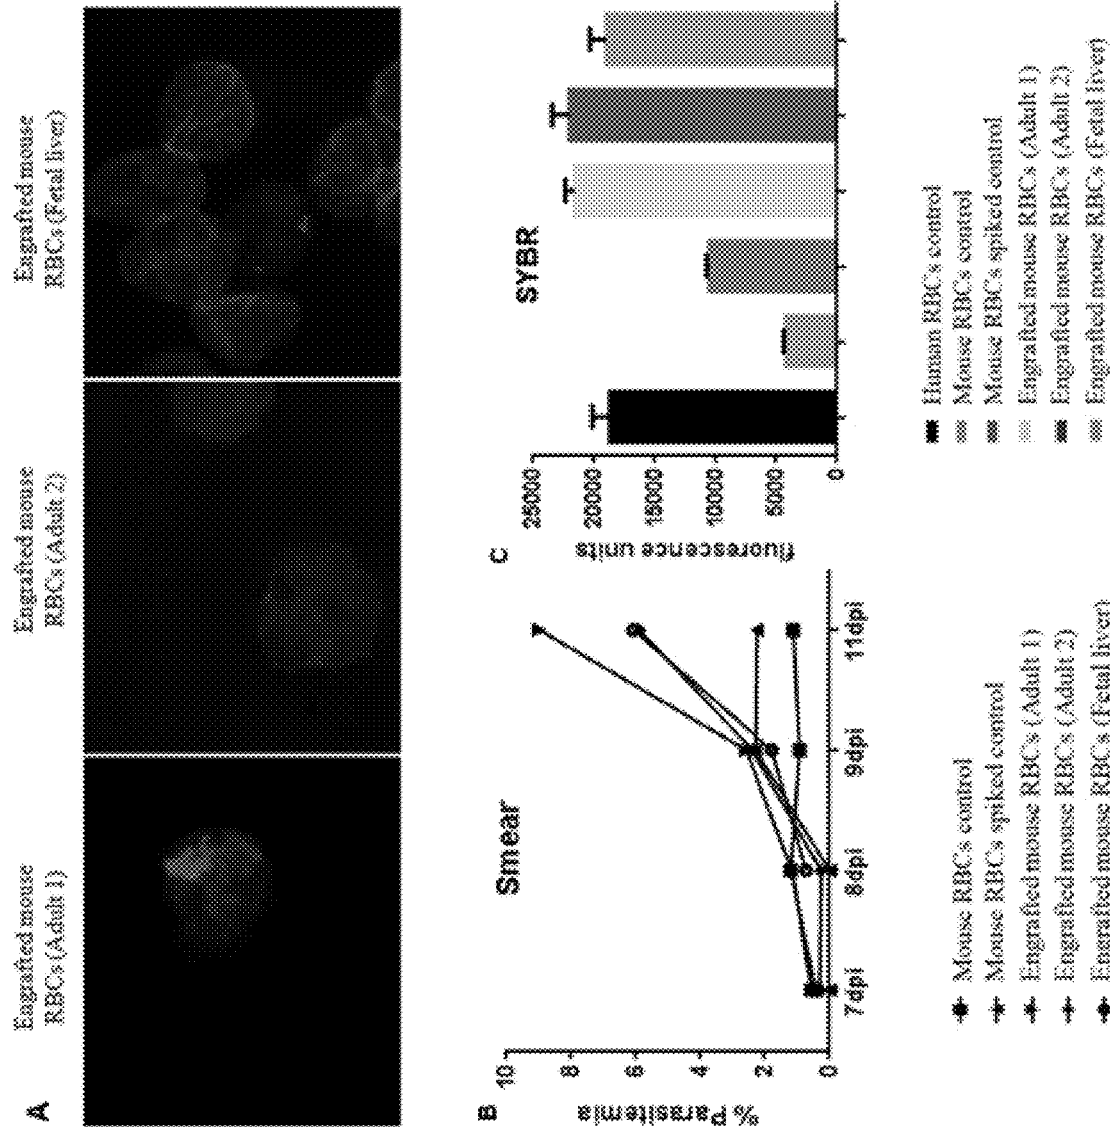 A
Engrafted mouse
RBCs (Adult 1)
Engrafted mouse
RBCs (Adult 2)
Engrafted mouse
RBCs (Fetal liver)
B
Smear
% Parasitemia
10
8
6
4
2
0
7dpi
8dpi
9dpi
11dpi
Mouse RBCs control
Mouse RBCs spiked control
Engrafted mouse RBCs (Adult 1)
Engrafted mouse RBCs (Adult 2)
Engrafted mouse RBCs (Fetal liver)
C
SYBR
fluorescence units
25000
20000
15000
10000
5000
0
Human RBCs control
Mouse RBCs control
Mouse RBCs spiked control
Engrafted mouse RBCs (Adult 1)
Engrafted mouse RBCs (Adult 2)
Engrafted mouse RBCs (Fetal liver)